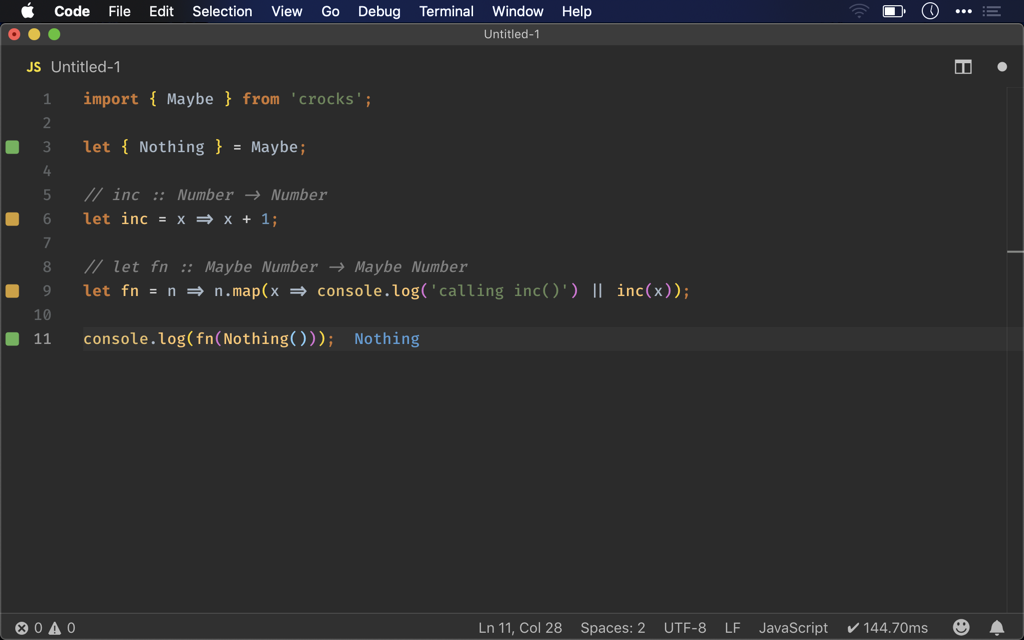 Code File Edit Selection View Go Debug Terminal Window Help
Untitled-1
JS Untitled-1
1 import { Maybe } from 'crocks';
2
3 let { Nothing } = Maybe;
4
5 // inc :: Number -> Number
6 let inc = x => x + 1;
7
8 // let fn :: Maybe Number -> Maybe Number
9 let fn = n => n.map(x => console.log('calling inc()') || inc(x));
10
11 console.log(fn(Nothing())); Nothing
0 0 Ln 11, Col 28 Spaces: 2 UTF-8 LF JavaScript ✔ 144.70ms